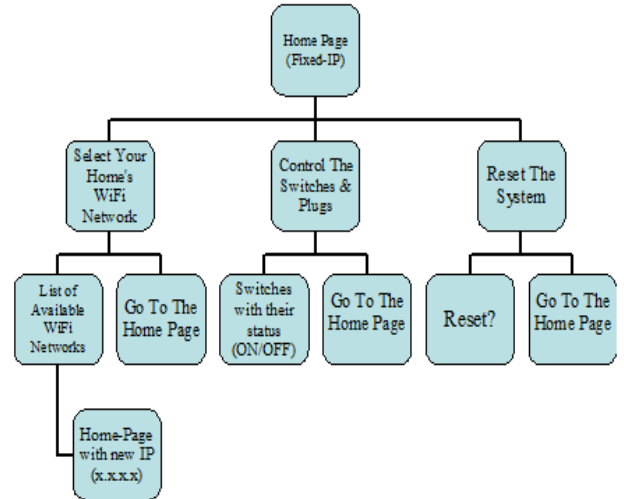 Home Page
(Fixed-IP)
Select Your
Home's
WiFi
Network
Control The
Switches &
Plugs
Reset The
System
List of
Available
WiFi
Networks
Go To The
Home Page
Switches
with their
status
(ON/OFF)
Go To The
Home Page
Reset?
Go To The
Home Page
Home-Page
with new IP
(x.x.x.x)